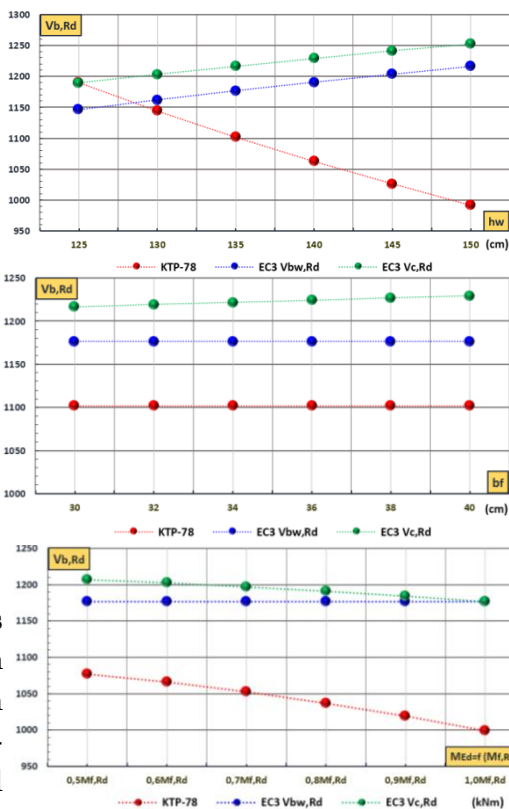 Vb,Rd
1300
1250
1200
1150
1100
1050
1000
950
hw
125 130 135 140 145 150 (cm)
KTP-78 EC3 Vbw,Rd EC3 Vc,Rd
Vb,Rd
1250
1200
1150
1100
1050
1000
bf
30 32 34 36 38 40 (cm)
KTP-78 EC3 Vbw,Rd EC3 Vc,Rd
Vb,Rd
1250
1200
1150
1100
1050
1000
950
MEd=f (Mf,R
0,5Mf,Rd 0,6Mf,Rd 0,7Mf,Rd 0,8Mf,Rd 0,9Mf,Rd 1,0Mf,Rd
KTP-78 EC3 Vbw,Rd EC3 Vc,Rd (kNm)